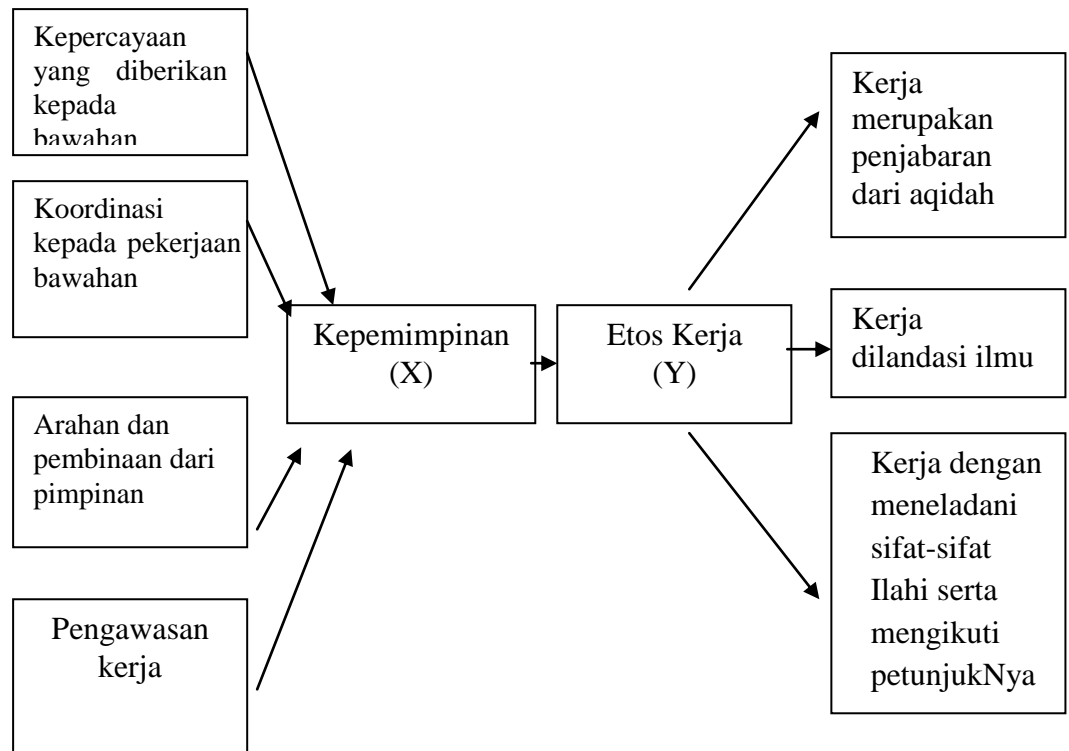 Kepercayaan
yang diberikan
kepada
bawahan
Koordinasi
kepada pekerjaan
bawahan
Arahan dan
pembinaan dari
pimpinan
Pengawasan
kerja
Kepemimpinan
(X)
Etos Kerja
(Y)
Kerja
merupakan
penjabaran
dari aqidah
Kerja
dilandasi ilmu
Kerja dengan
meneladani
sifat-sifat
Ilahi serta
mengikuti
petunjukNya